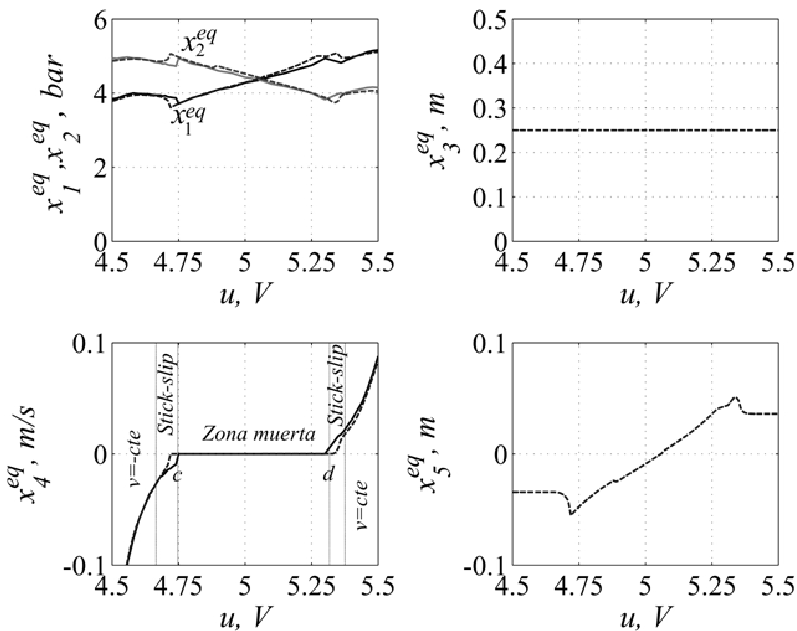 6
4
2
0
x_1^{eq}, x_2^{eq}, bar
x_2^{eq}
x_1^{eq}
4.5 4.75 5 5.25 5.5
u, V
0.5
0.4
0.3
0.2
0.1
0
x_3^{eq}, m
4.5 4.75 5 5.25 5.5
u, V
0.1
0
-0.1
x_4^{eq}, m/s
v=-cte
Stick-slip
Zona muerta
Stick-slip
c
d
v=cte
4.5 4.75 5 5.25 5.5
u, V
0.1
0
-0.1
x_5^{eq}, m
4.5 4.75 5 5.25 5.5
u, V